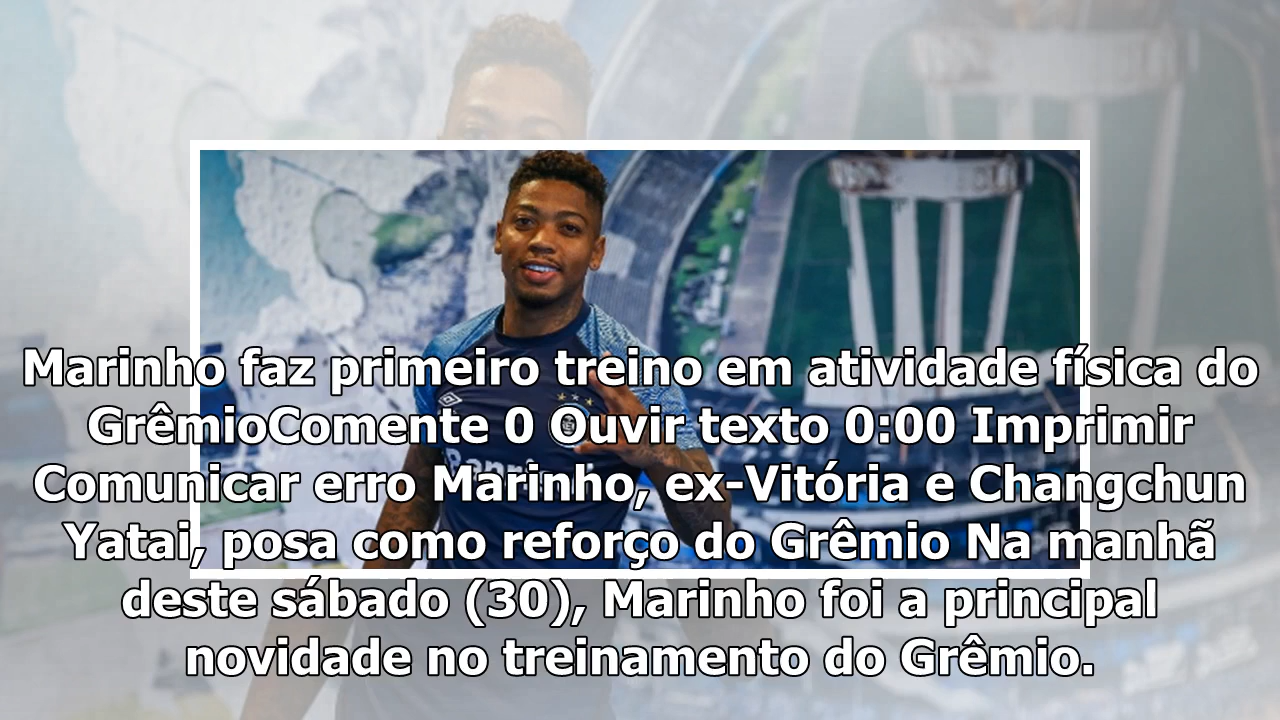 Marinho faz primeiro treino em atividade física do
GrêmioComente 0 Ouvir texto 0:00 Imprimir
Comunicar erro Marinho, ex-Vitória e Changchun
Yatai, posa como reforço do Grêmio Na manhã
deste sábado (30), Marinho foi a principal
novidade no treinamento do Grêmio.